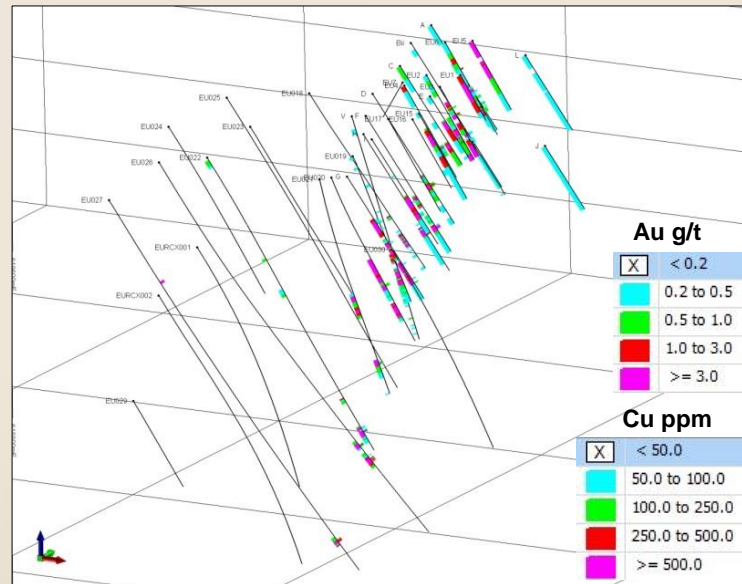 A
Bii
EU6
EU5
L
C
EU2
EU1
EU7
E
EU018
D
EU025
V
F
EU17
EU16
EU15
J
EU024
EU023
EU026
EU022
EU019
G
EU027
EURCX001
EU030
EURCX002
EU029
Au g/t
X < 0.2
0.2 to 0.5
0.5 to 1.0
1.0 to 3.0
>= 3.0
Cu ppm
X < 50.0
50.0 to 100.0
100.0 to 250.0
250.0 to 500.0
>= 500.0